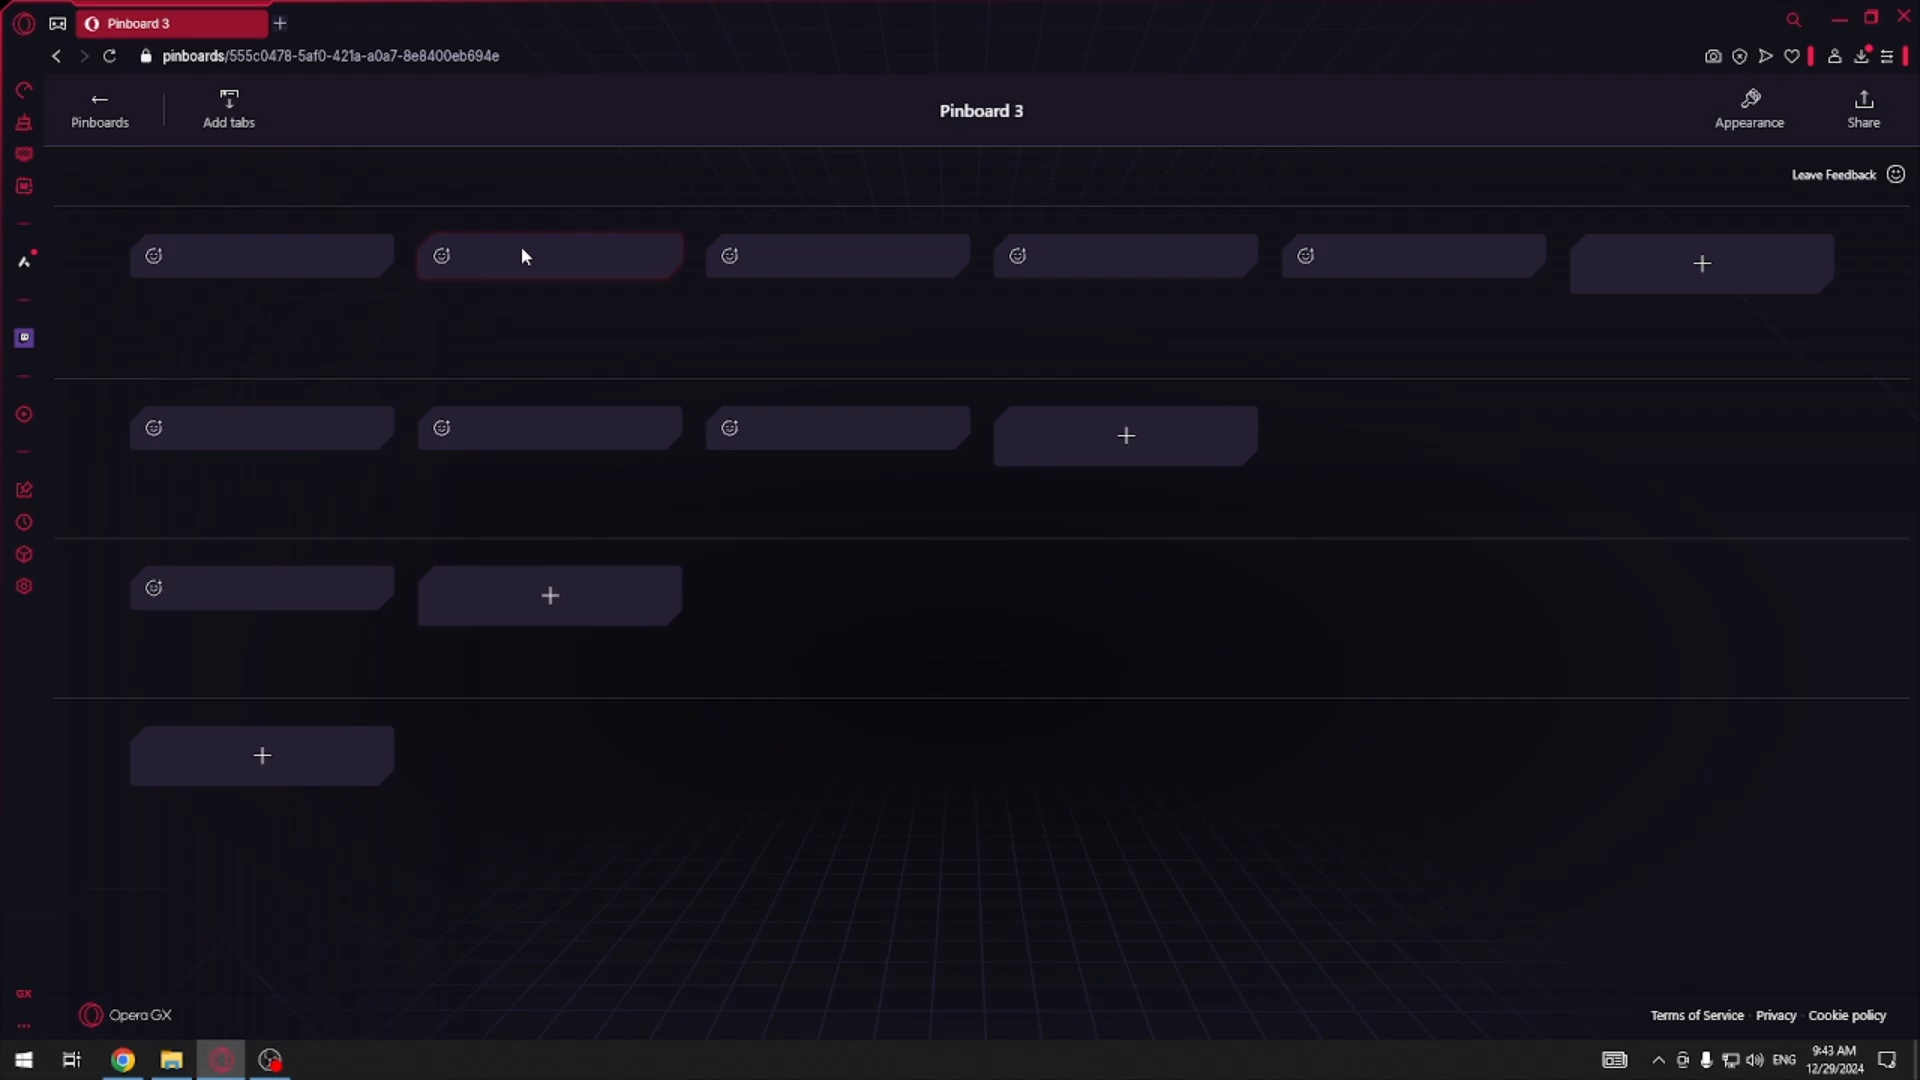 Pinboard 3
pinboards/555c0478-5af0-421a-a0a7-8e8400eb694e
Pinboards
Add tabs
Pinboard 3
Appearance
Share
Leave Feedback
GX
Opera GX
Terms of Service
Privacy
Cookie policy
ENG
9:43 AM
12/29/2024